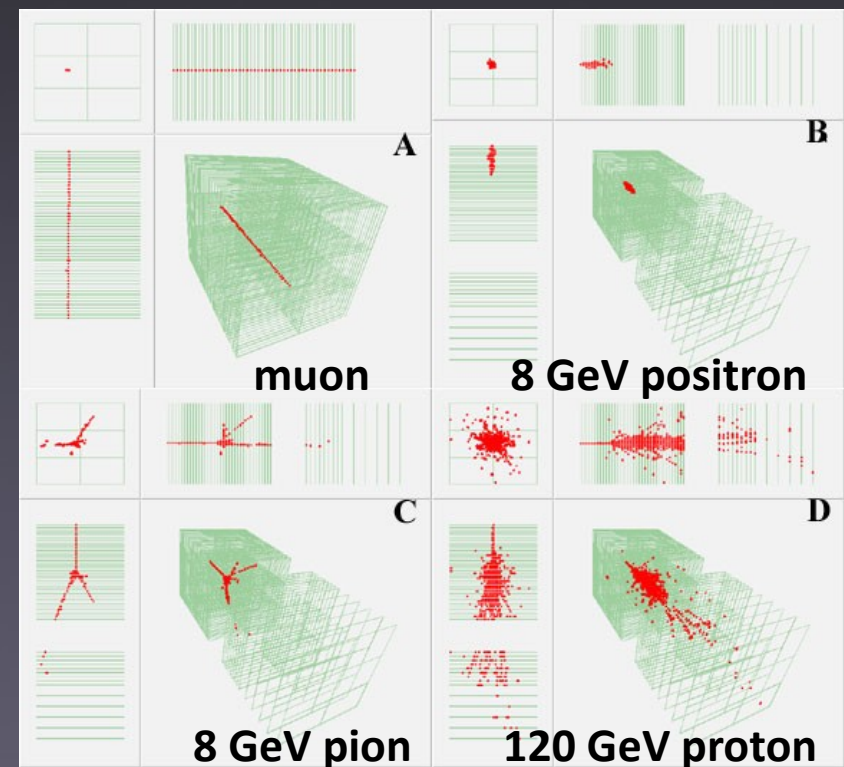 A
B
muon
8 GeV positron
C
D
8 GeV pion
120 GeV proton